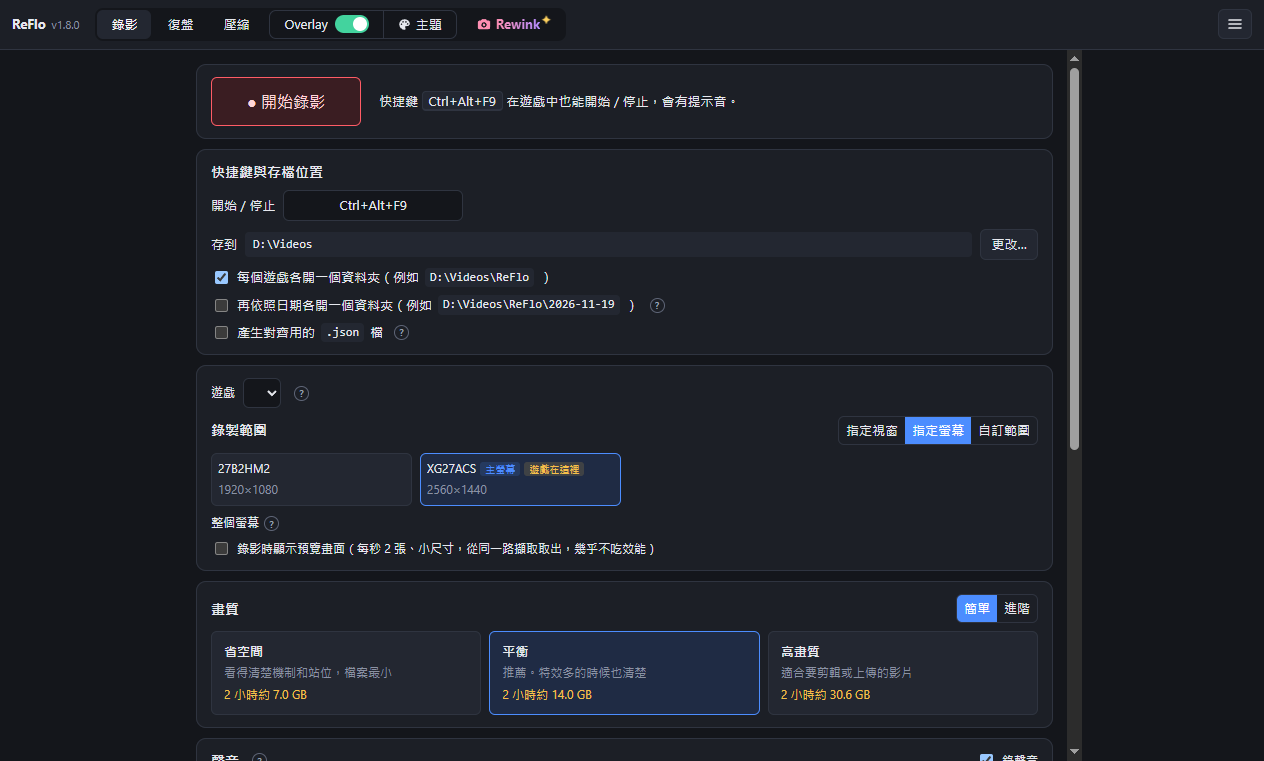 ReFlo v1.8.0 錄影 復盤 壓縮 Overlay 主題 Rewink
● 開始錄影 快捷鍵 Ctrl+Alt+F9 在遊戲中也能開始 / 停止，會有提示音。
快捷鍵與存檔位置
開始 / 停止 Ctrl+Alt+F9
存到 D:\Videos 更改...
每個遊戲各開一個資料夾 ( 例如 D:\Videos\ReFlo )
再依照日期各開一個資料夾 ( 例如 D:\Videos\ReFlo\2026-11-19 ) ?
產生對齊用的 .json 檔 ?
遊戲 ?
錄製範圍 指定視窗 指定螢幕 自訂範圍
27B2HM2 XG27ACS 主螢幕 遊戲在這裡
1920×1080 2560×1440
整個螢幕 ?
錄影時顯示預覽畫面 ( 每秒 2 張、小尺寸，從同一路擷取取出，幾乎不吃效能 )
畫質 簡單 進階
省空間 平衡 高畫質
看得清楚機制和站位，檔案最小 推薦。特效多的時候也清楚 適合要剪輯或上傳的影片
2 小時約 7.0 GB 2 小時約 14.0 GB 2 小時約 30.6 GB
聲音 ? 錄聲音